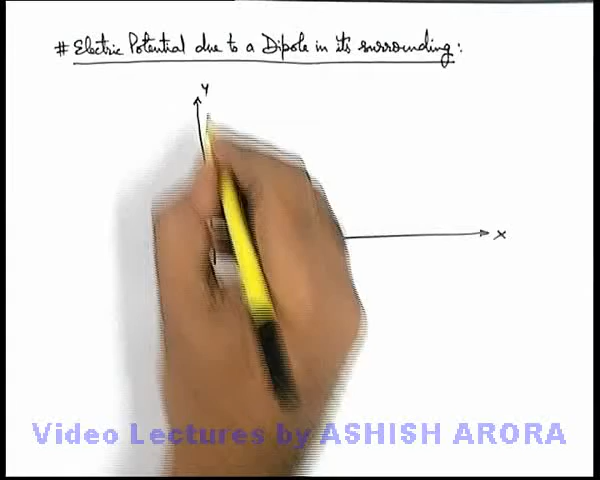 # Electric Potential due to a Dipole in its surrounding:
Y
X
Video Lectures by ASHISH ARORA